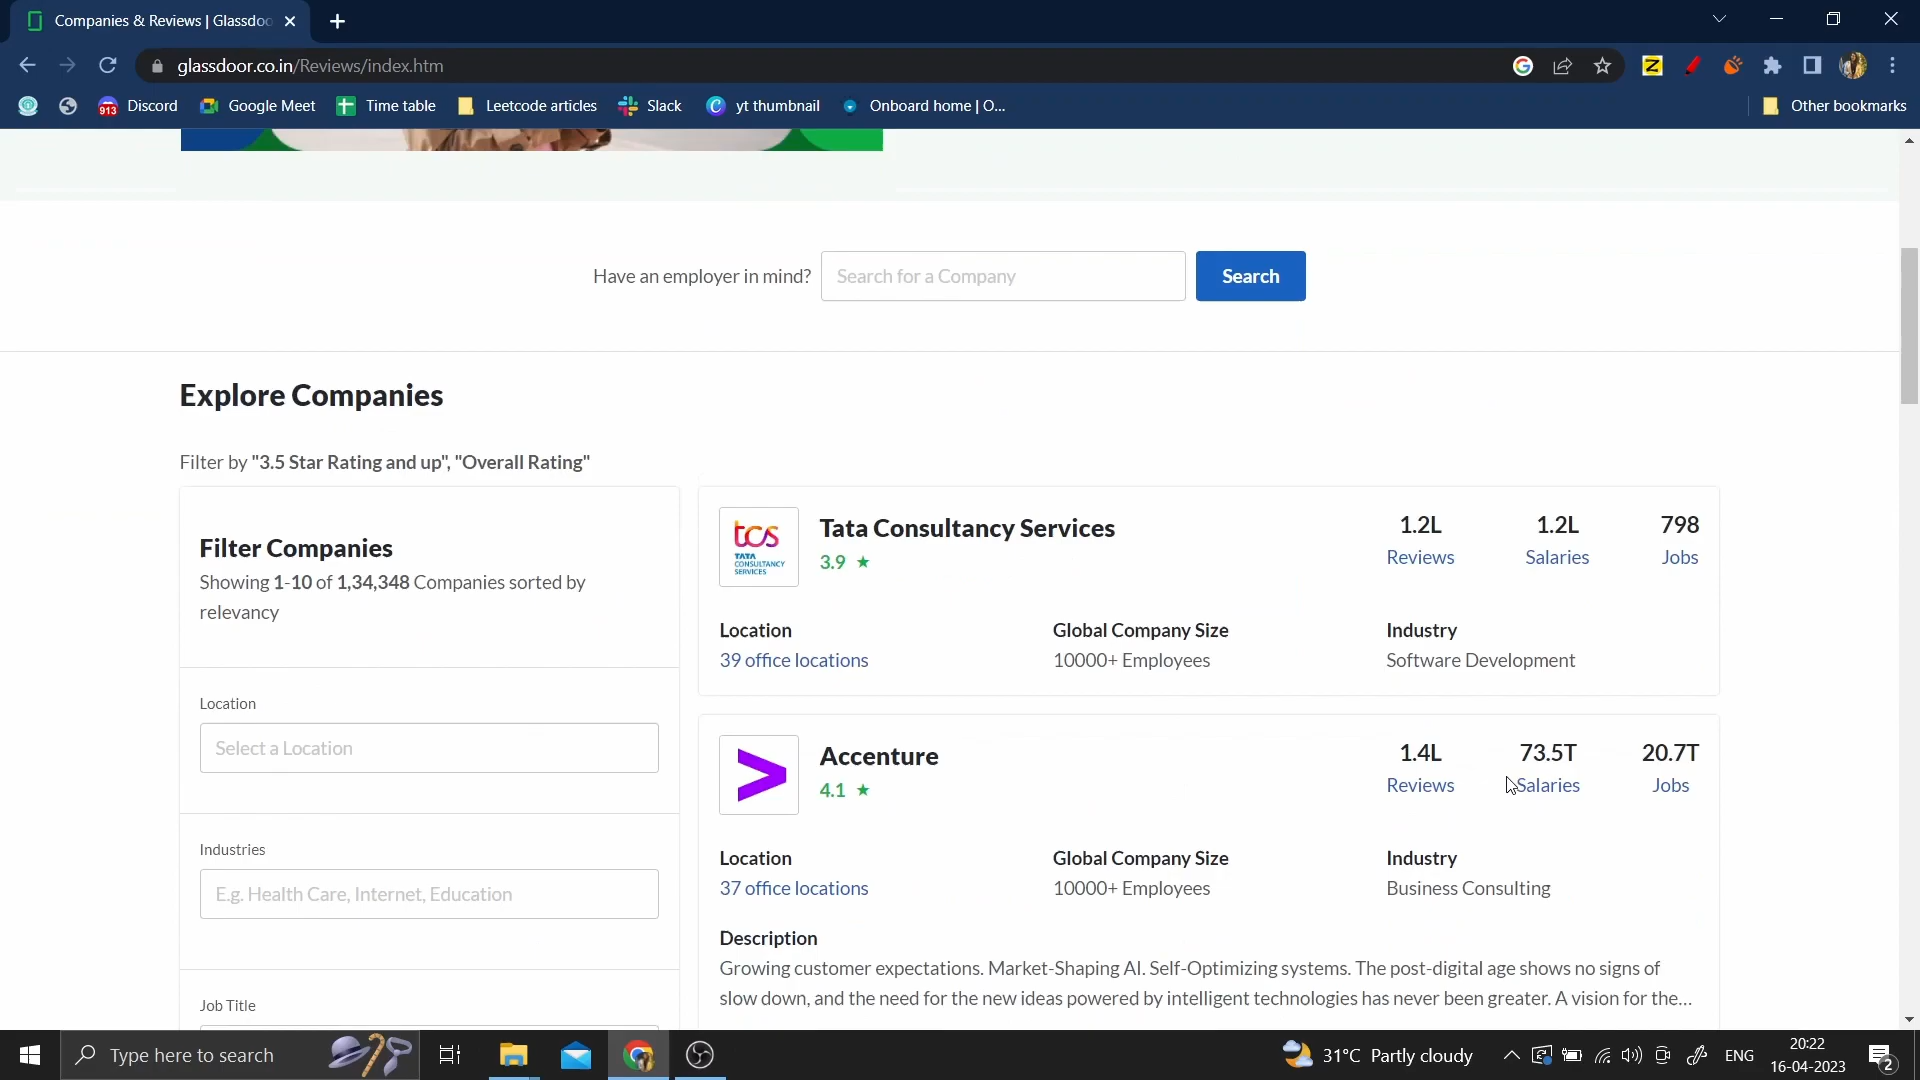 Companies & Reviews | Glassdoo
glassdoor.co.in/Reviews/index.htm
913 Discord
Google Meet
Time table
Leetcode articles
Slack
yt thumbnail
Onboard home | O...
Other bookmarks
Have an employer in mind?
Search for a Company
Search
Explore Companies
Filter by "3.5 Star Rating and up", "Overall Rating"
Filter Companies
Showing 1-10 of 1,34,348 Companies sorted by
relevancy
Location
Select a Location
Industries
E.g. Health Care, Internet, Education
Job Title
tcs
TATA
CONSULTANCY
SERVICES
Tata Consultancy Services
3.9 ★
1.2L
Reviews
1.2L
Salaries
798
Jobs
Location
39 office locations
Global Company Size
10000+ Employees
Industry
Software Development
Accenture
4.1 ★
1.4L
Reviews
73.5T
Salaries
20.7T
Jobs
Location
37 office locations
Global Company Size
10000+ Employees
Industry
Business Consulting
Description
Growing customer expectations. Market-Shaping AI. Self-Optimizing systems. The post-digital age shows no signs of
slow down, and the need for the new ideas powered by intelligent technologies has never been greater. A vision for the...
Type here to search
31°C Partly cloudy
ENG
20:22
16-04-2023
2